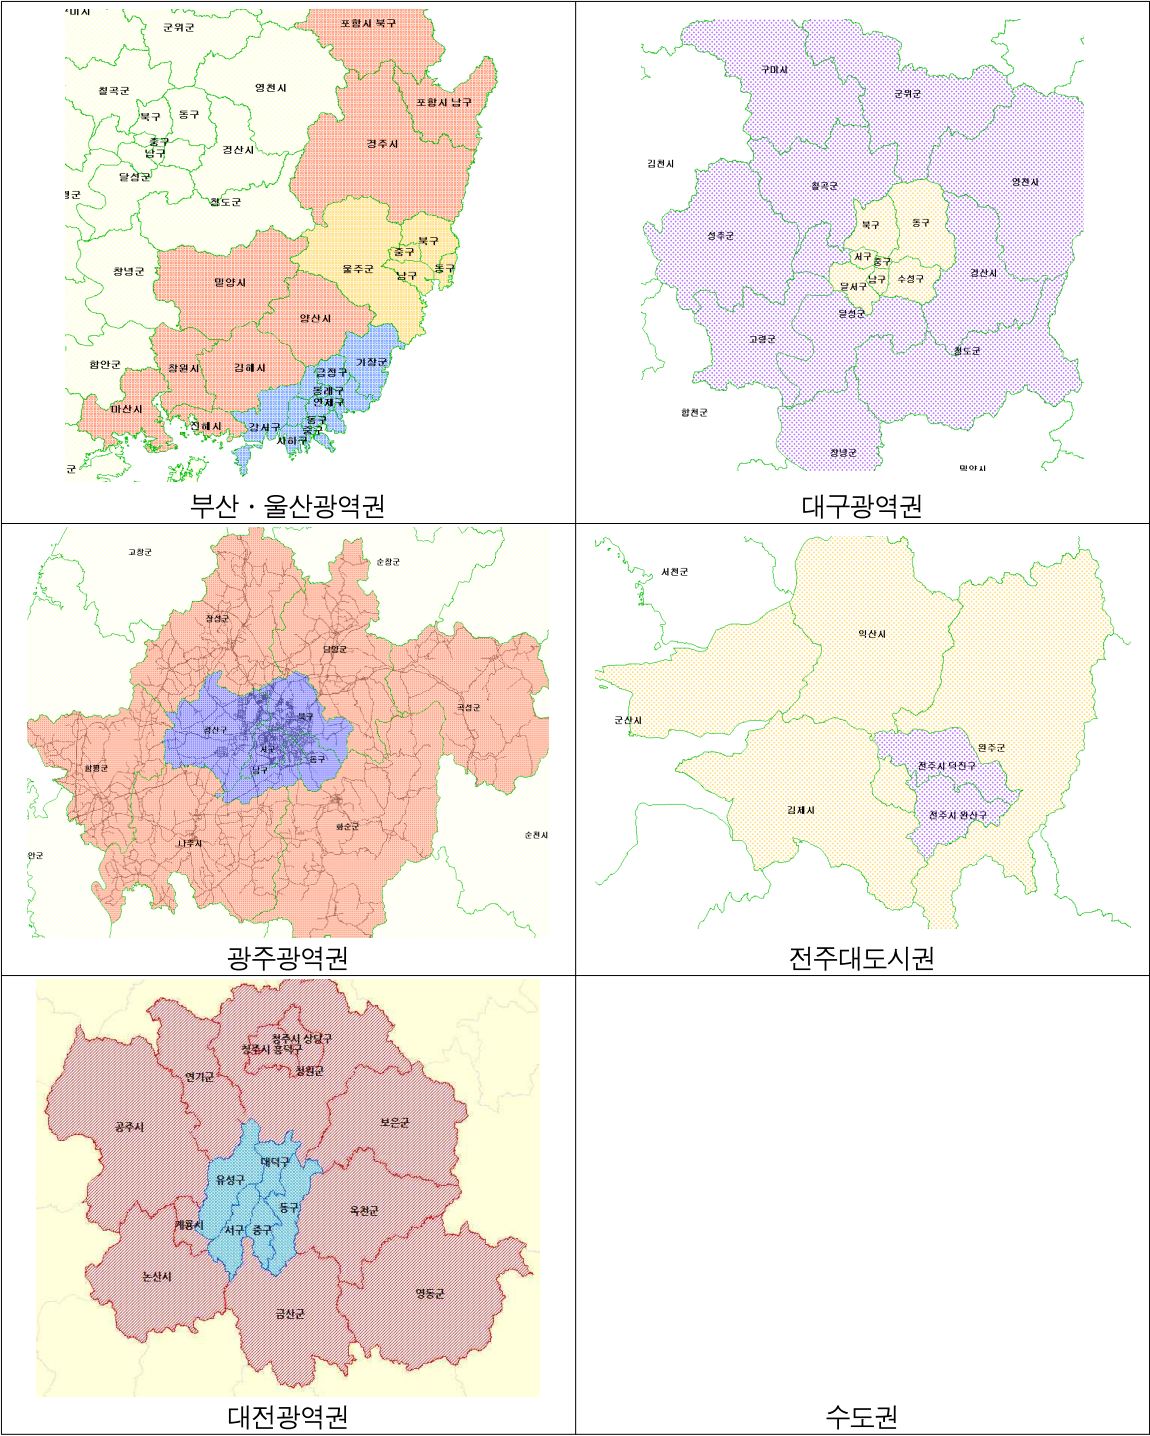 군위군
포항시 북구
칠곡군
영천시
포항시 남구
북구
동구
중구
남구
경산시
경주시
달성군
청도군
북구
중구
창녕군
울주군
남구
동구
밀양시
양산시
함안군
창원시
김해시
기장군
금정구
동래구
연제구
마산시
진해시
강서구
동구
중구
사하구
군
부산 · 울산광역권
구미시
군위군
김천시
칠곡군
영천시
성주군
북구
동구
서구
중구
달서구
남구
수성구
경산시
달성군
고령군
청도군
합천군
창녕군
밀양시
대구광역권
고창군
순창군
장성군
담양군
곡성군
광산구
북구
서구
동구
남구
함평군
화순군
나주시
순천시
안군
광주광역권
서천군
익산시
군산시
완주군
전주시 덕진구
김제시
전주시 완산구
전주대도시권
청주시 상당구
청주시 흥덕구
청원군
연기군
공주시
보은군
대덕구
유성구
동구
옥천군
계룡시
서구
중구
논산시
영동군
금산군
대전광역권
수도권